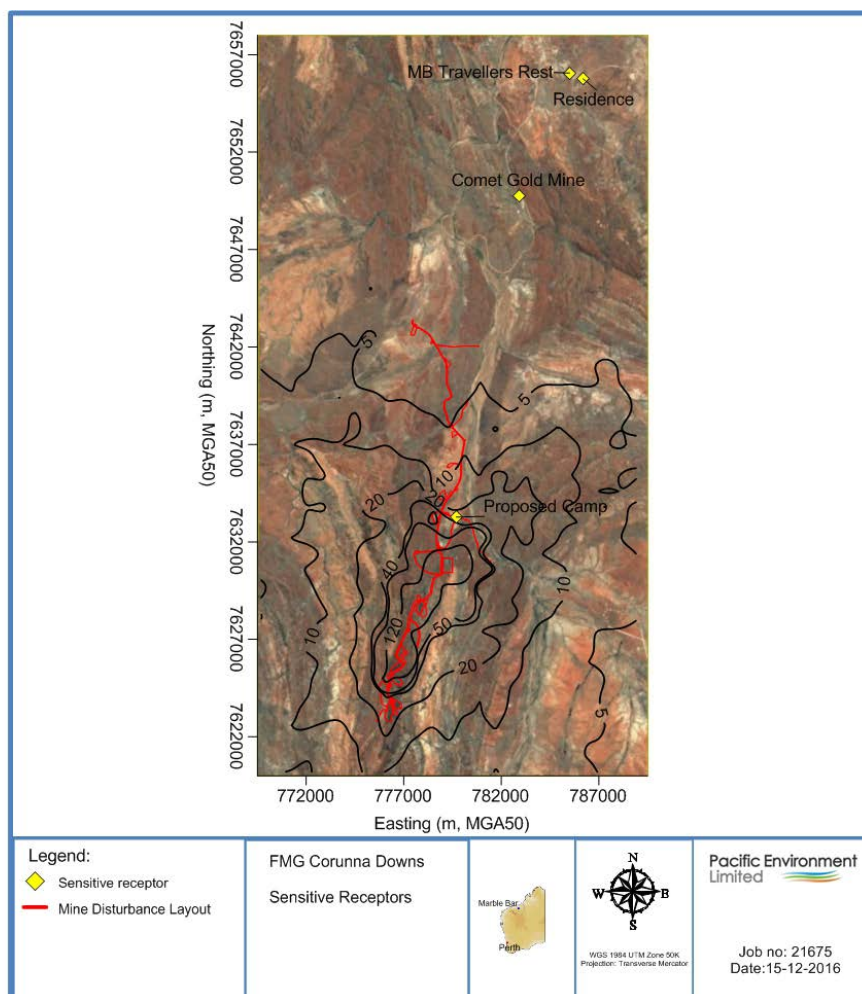 7657000
7652000
7647000
7642000
7637000
7632000
7627000
7622000
Northing (m, MGA50)
MB Travellers Rest
Residence
Comet Gold Mine
5
5
10
20
20
Proposed Camp
40
10
10
120
50
20
5
772000
777000
782000
787000
Easting (m, MGA50)
Legend:
Sensitive receptor
Mine Disturbance Layout
FMG Corunna Downs
Sensitive Receptors
Marble Bar
Perth
N
W
E
S
WGS 1984 UTM Zone 50K
Projection: Transverse Mercator
Pacific Environment
Limited
Job no: 21675
Date:15-12-2016